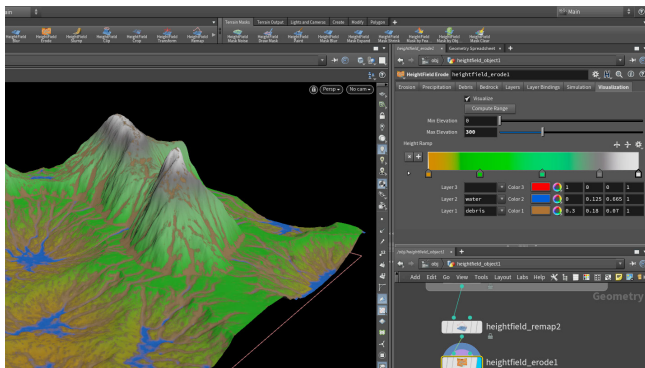 Main
Terrain Masks Terrain Output Lights and Cameras Create Modify Polygon
HeightField Blur HeightField Erode HeightField Slump HeightField Clip HeightField Crop HeightField Transform HeightField Remap HeightField Mask Noise HeightField Draw Mask HeightField Paint HeightField Mask Blur HeightField Mask Expand HeightField Mask Shrink HeightField Mask by Fea... HeightField Mask by Obj HeightField Mask Clear
heightfield_erode1 Geometry Spreadsheet
obj heightfield_object1
HeightField Erode heightfield_erode1
Erosion Precipitation Debris Bedrock Layers Layer Bindings Simulation Visualization
Persp No cam
Visualize
Compute Range
Min Elevation 0
Max Elevation 300
Height Ramp
Layer 3 Color 3 1 0 0 1
Layer 2 water Color 2 0 0.125 0.665 1
Layer 1 debris Color 1 0.3 0.18 0.07 1
/obj/heightfield_object1
obj heightfield_object1
Add Edit Go View Tools Layout Labs Help
Geometry
heightfield_remap2
heightfield_erode1